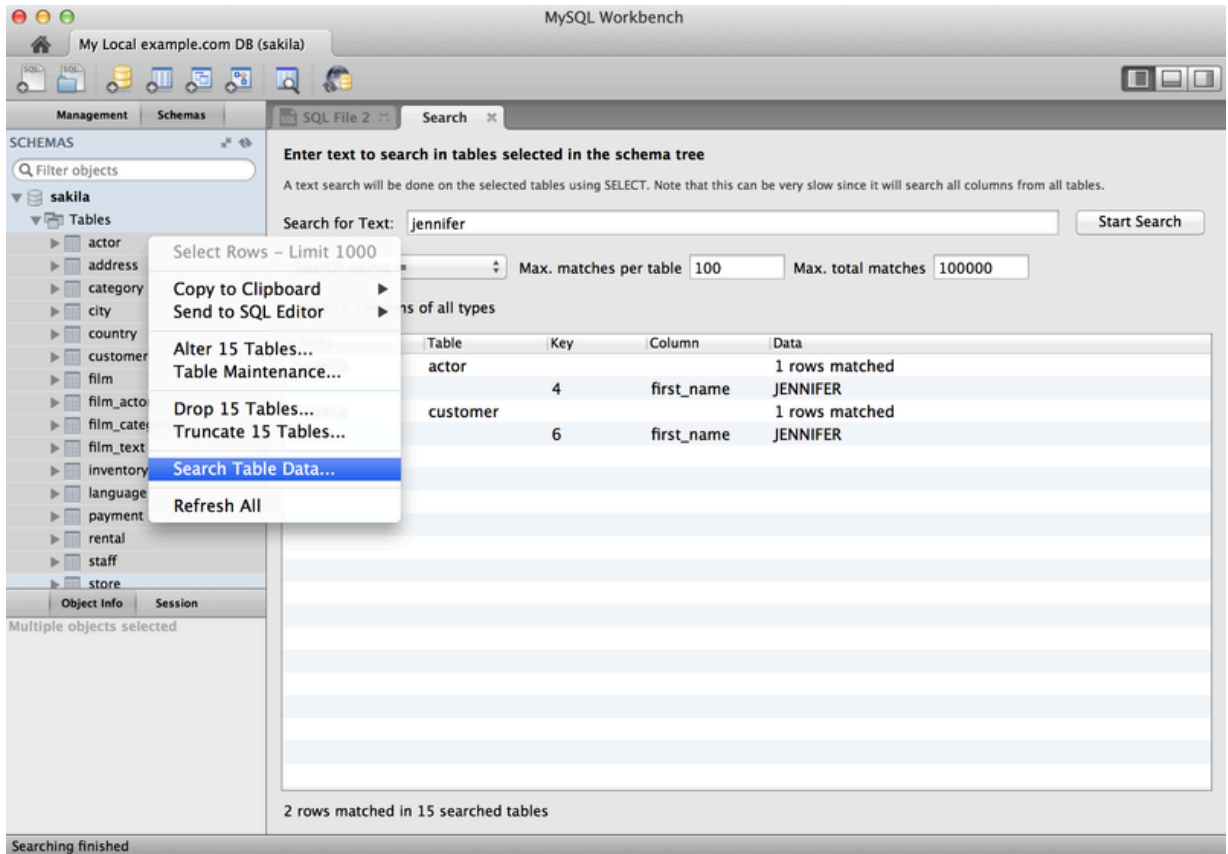 MySQL Workbench
My Local example.com DB (sakila)
Management Schemas
SQL File 2 Search
SCHEMAS
Filter objects
sakila
Tables
actor
address
category
city
country
customer
film
film_acto
film_cate
film_text
inventory
language
payment
rental
staff
store
Object Info Session
Multiple objects selected
Select Rows – Limit 1000
Copy to Clipboard
Send to SQL Editor
Alter 15 Tables...
Table Maintenance...
Drop 15 Tables...
Truncate 15 Tables...
Search Table Data...
Refresh All
Enter text to search in tables selected in the schema tree
A text search will be done on the selected tables using SELECT. Note that this can be very slow since it will search all columns from all tables.
Search for Text: jennifer Start Search
= Max. matches per table 100 Max. total matches 100000
of all types
Table Key Column Data
actor 1 rows matched
4 first_name JENNIFER
customer 1 rows matched
6 first_name JENNIFER
2 rows matched in 15 searched tables
Searching finished